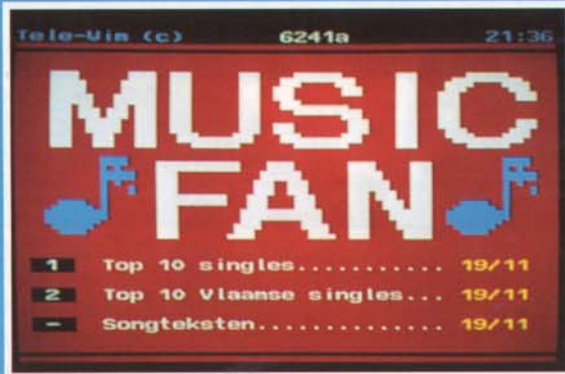 Tele-Vim (c) 6241a 21:36
MUSIC
FAN
1 Top 10 singles........... 19/11
2 Top 10 Vlaamse singles... 19/11
- Songteksten.............. 19/11